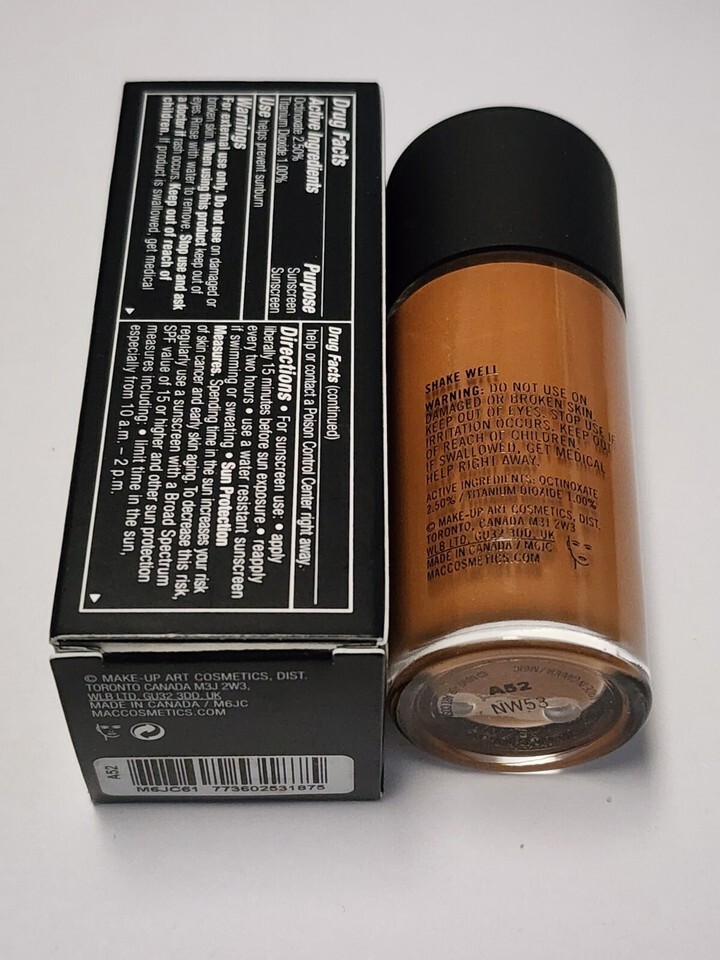 Drug Facts
Active Ingredients Purpose
Octinoxate 2.50% Sunscreen
Titanium Dioxide 1.00% Sunscreen
Use helps prevent sunburn
Warnings
For external use only. Do not use on damaged or
broken skin. When using this product keep out of
eyes. Rinse with water to remove. Stop use and ask
a doctor if rash occurs. Keep out of reach of
children. If product is swallowed, get medical
Drug Facts (continued)
help or contact a Poison Control Center right away.
Directions • For sunscreen use: • apply
liberally 15 minutes before sun exposure. • reapply
every two hours • use a water resistant sunscreen
if swimming or sweating • Sun Protection
Measures. Spending time in the sun increases your risk
of skin cancer and early skin aging. To decrease this risk,
regularly use a sunscreen with a Broad Spectrum
SPF value of 15 or higher and other sun protection
measures including: • limit time in the sun,
especially from 10 a.m. – 2 p.m.
© MAKE-UP ART COSMETICS, DIST.
TORONTO CANADA M3J 2W3,
WLB LTD. GU32 3DD, UK
MADE IN CANADA / M6JC
MACCOSMETICS.COM
A52
M6JC61 773602531875
SHAKE WELL
WARNING: DO NOT USE ON
DAMAGED OR BROKEN SKIN.
KEEP OUT OF EYES. STOP USE IF
IRRITATION OCCURS. KEEP OUT
OF REACH OF CHILDREN.
IF SWALLOWED, GET MEDICAL
HELP RIGHT AWAY.
ACTIVE INGREDIENTS: OCTINOXATE
2.50% / TITANIUM DIOXIDE 1.00%
© MAKE-UP ART COSMETICS, DIST.
TORONTO, CANADA M3J 2W3
WLB LTD. GU32 3DD, UK
MADE IN CANADA / M6JC
MACCOSMETICS.COM
A52
NW53